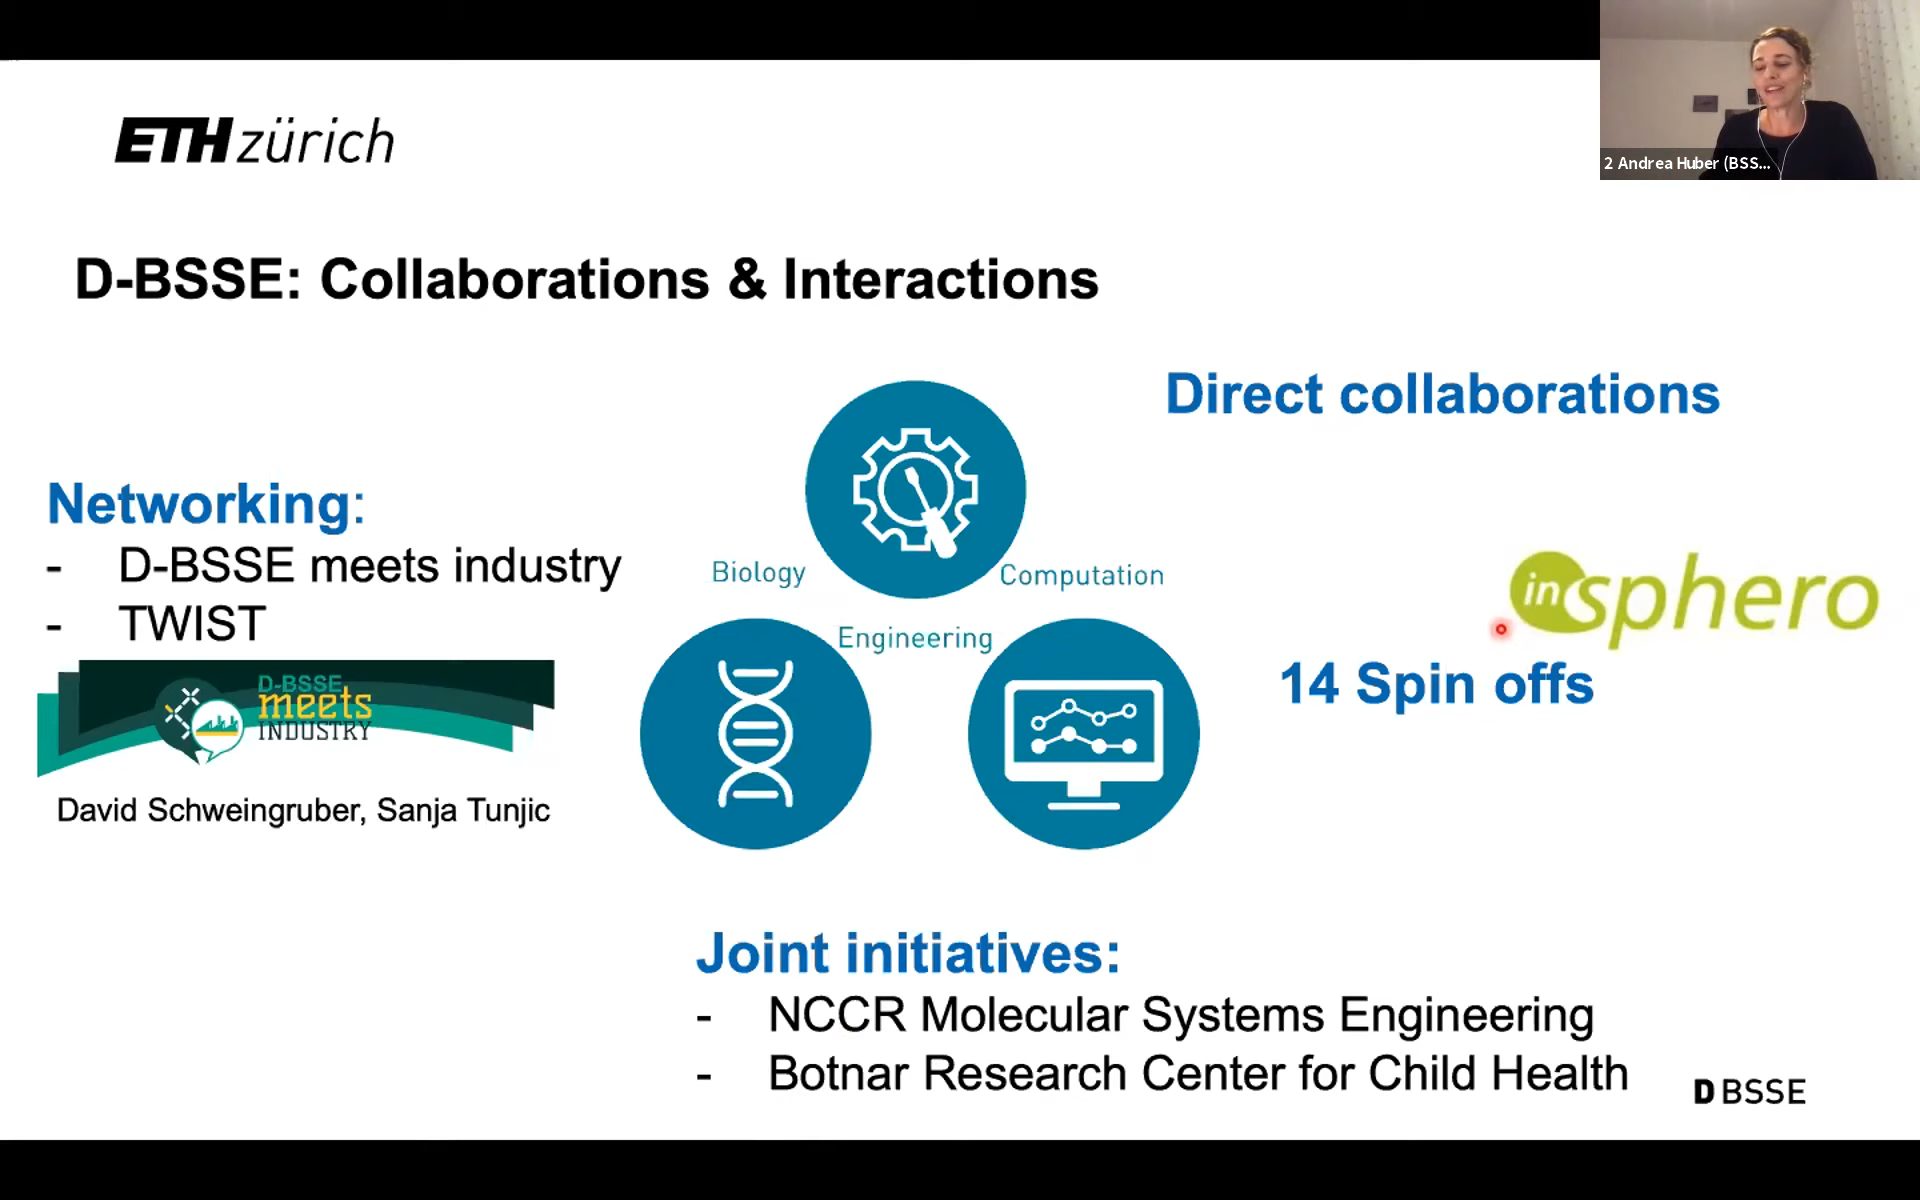 ETH zürich
2 Andrea Huber (BSS...
D-BSSE: Collaborations & Interactions
Direct collaborations
Networking:
- D-BSSE meets industry
- TWIST
Biology
Computation
Engineering
insphero
14 Spin offs
D-BSSE
meets
INDUSTRY
David Schweingruber, Sanja Tunjic
Joint initiatives:
- NCCR Molecular Systems Engineering
- Botnar Research Center for Child Health
D BSSE